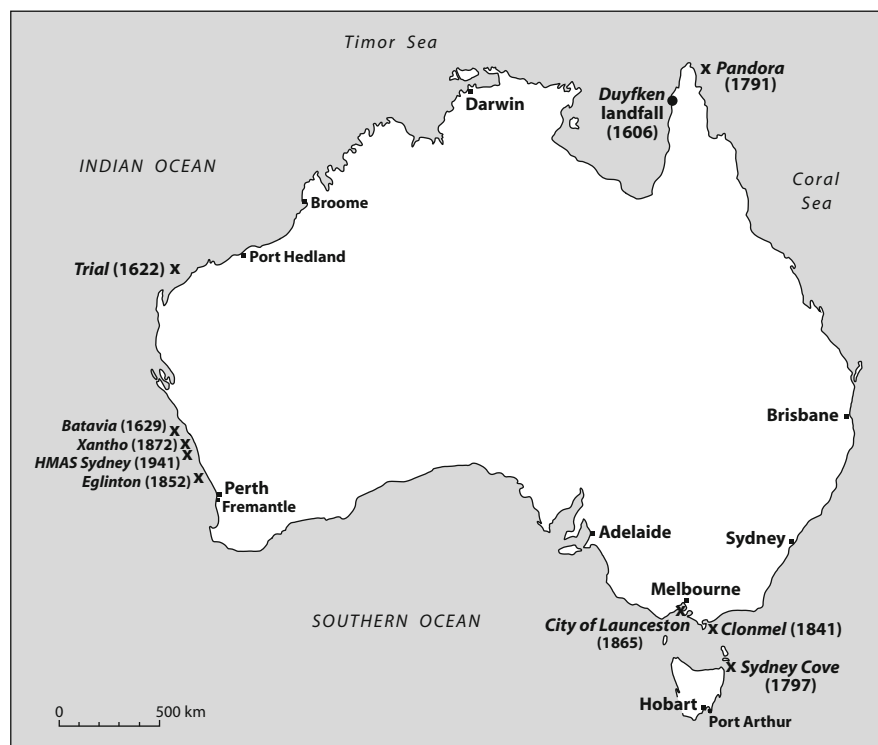 Timor Sea
Pandora
(1791)
Duyfken
landfall
(1606)
Darwin
INDIAN OCEAN
Coral
Sea
Broome
Port Hedland
Trial (1622)
Batavia (1629)
Xantho (1872)
HMAS Sydney (1941)
Eglinton (1852)
Brisbane
Perth
Fremantle
Adelaide
Sydney
Melbourne
SOUTHERN OCEAN
City of Launceston
(1865)
Clonmel (1841)
Sydney Cove
(1797)
Hobart
Port Arthur
0 500 km